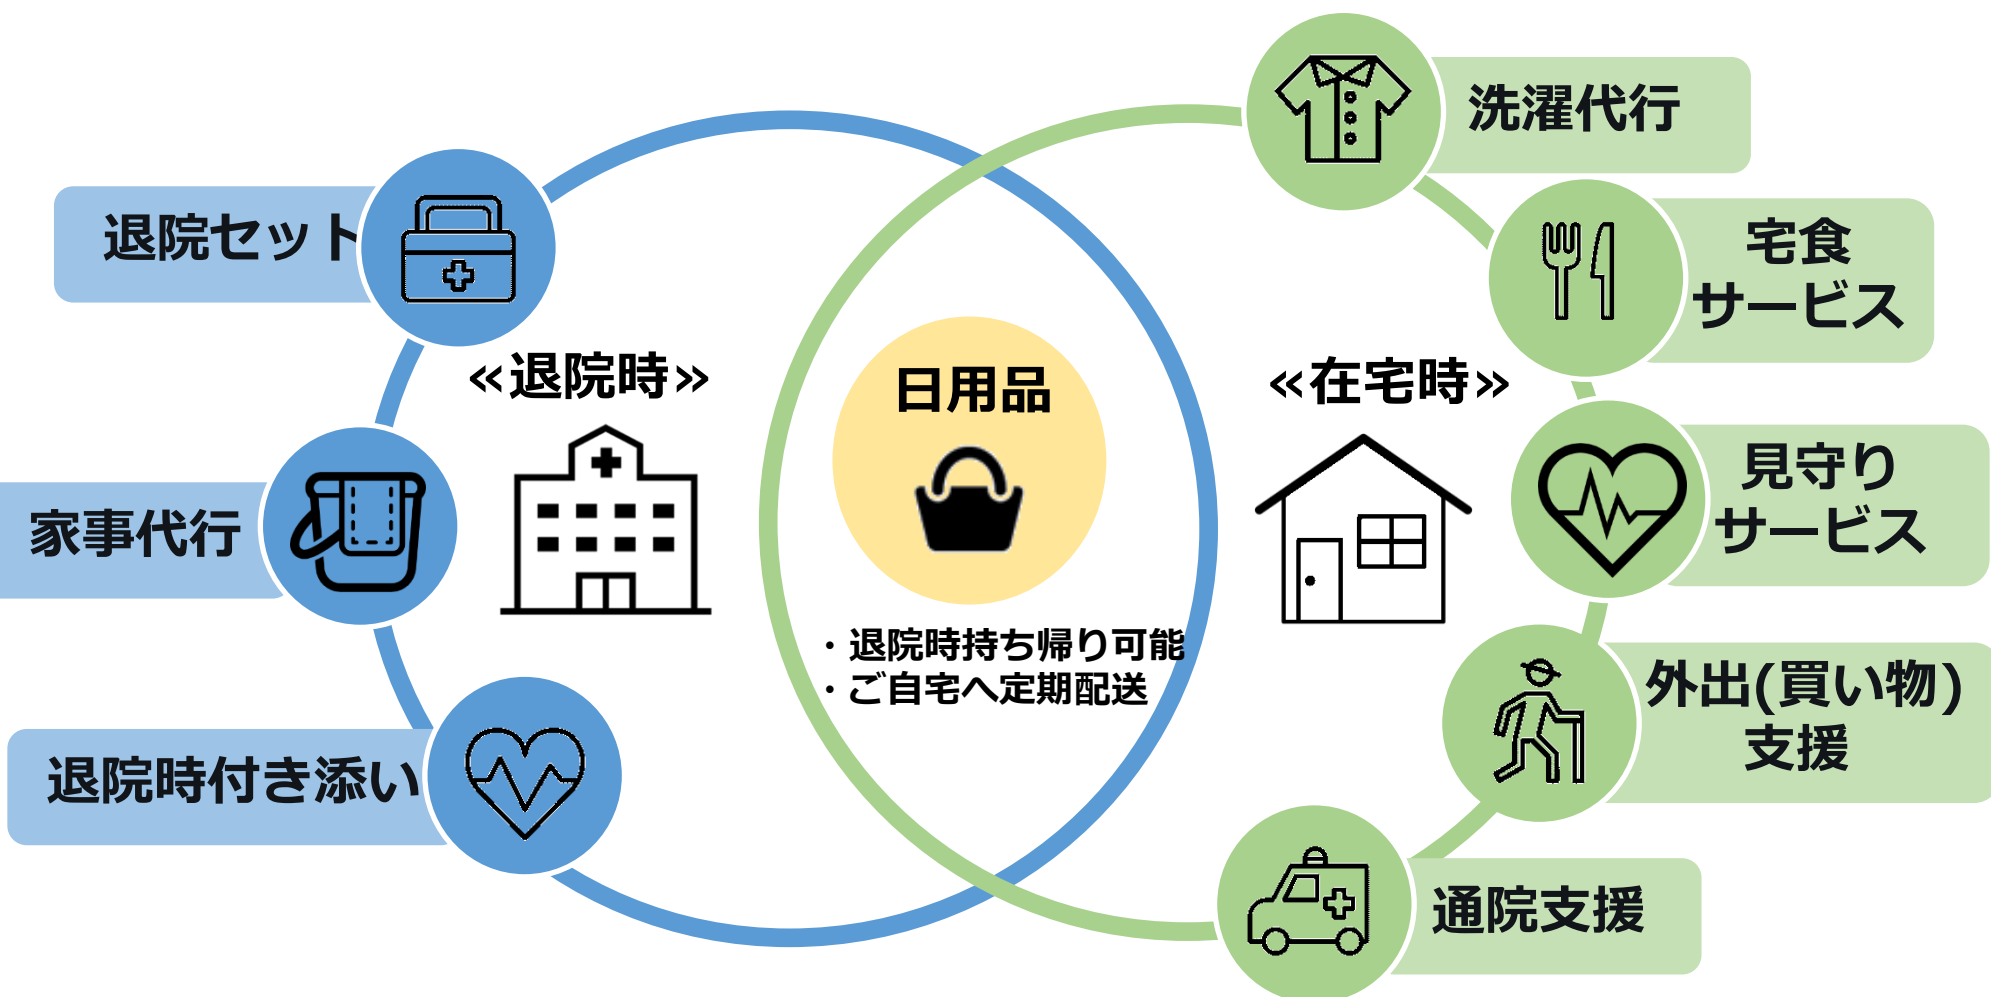 退院セット
家事代行
退院時付き添い
«退院時»
日用品
・退院時持ち帰り可能
・ご自宅へ定期配送
«在宅時»
洗濯代行
宅食
サービス
見守り
サービス
外出(買い物)
支援
通院支援